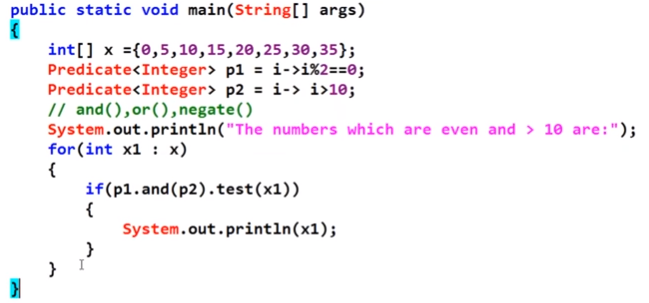 public static void main(String[] args)
{
int[] x ={0,5,10,15,20,25,30,35};
Predicate<Integer> p1 = i->i%2==0;
Predicate<Integer> p2 = i-> i>10;
// and(),or(),negate()
System.out.println("The numbers which are even and > 10 are:");
for(int x1 : x)
{
if(p1.and(p2).test(x1))
{
System.out.println(x1);
}
}
}